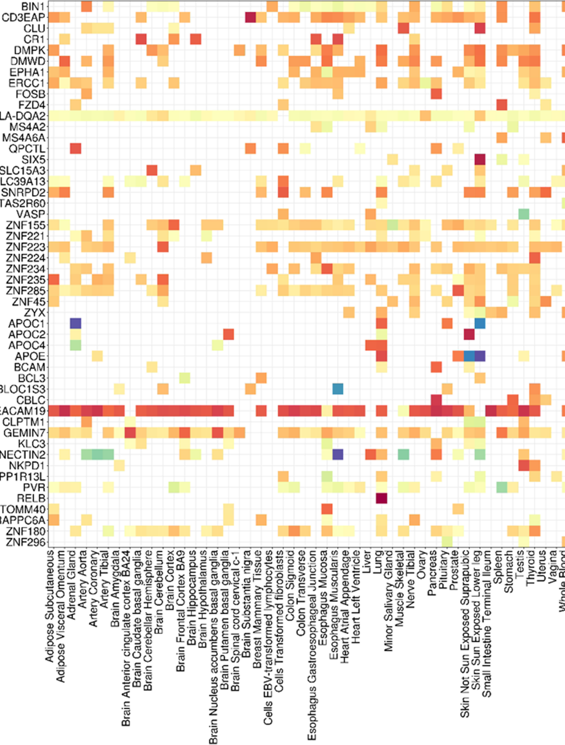 BIN1
CD3EAP
CLU
CR1
DMPK
DMWD
EPHA1
ERCC1
FOSB
FZD4
LA-DQA2
MS4A2
MS4A6A
QPCTL
SIX5
SLC15A3
LC39A13
SNRPD2
TAS2R60
VASP
ZNF155
ZNF221
ZNF223
ZNF224
ZNF234
ZNF235
ZNF285
ZNF45
ZYX
APOC1
APOC2
APOC4
APOE
BCAM
BCL3
BLOC1S3
CBLC
EACAM19
CLPTM1
GEMIN7
KLC3
NECTIN2
NKPD1
PP1R13L
PVR
RELB
TOMM40
RAPPC6A
ZNF180
ZNF296
Adipose Subcutaneous
Adipose Visceral Omentum
Adrenal Gland
Artery Aorta
Artery Coronary
Artery Tibial
Brain Amygdala
Brain Anterior cingulate cortex BA24
Brain Caudate basal ganglia
Brain Cerebellar Hemisphere
Brain Cerebellum
Brain Cortex
Brain Frontal Cortex BA9
Brain Hippocampus
Brain Hypothalamus
Brain Nucleus accumbens basal ganglia
Brain Putamen basal ganglia
Brain Spinal cord cervical c-1
Brain Substantia nigra
Breast Mammary Tissue
Cells EBV-transformed lymphocytes
Cells Transformed fibroblasts
Colon Sigmoid
Colon Transverse
Esophagus Gastroesophageal Junction
Esophagus Mucosa
Esophagus Muscularis
Heart Atrial Appendage
Heart Left Ventricle
Liver
Lung
Minor Salivary Gland
Muscle Skeletal
Nerve Tibial
Ovary
Pancreas
Pituitary
Prostate
Skin Not Sun Exposed Suprapubic
Skin Sun Exposed Lower leg
Small Intestine Terminal Ileum
Spleen
Stomach
Testis
Thyroid
Uterus
Vagina
Whole Blood